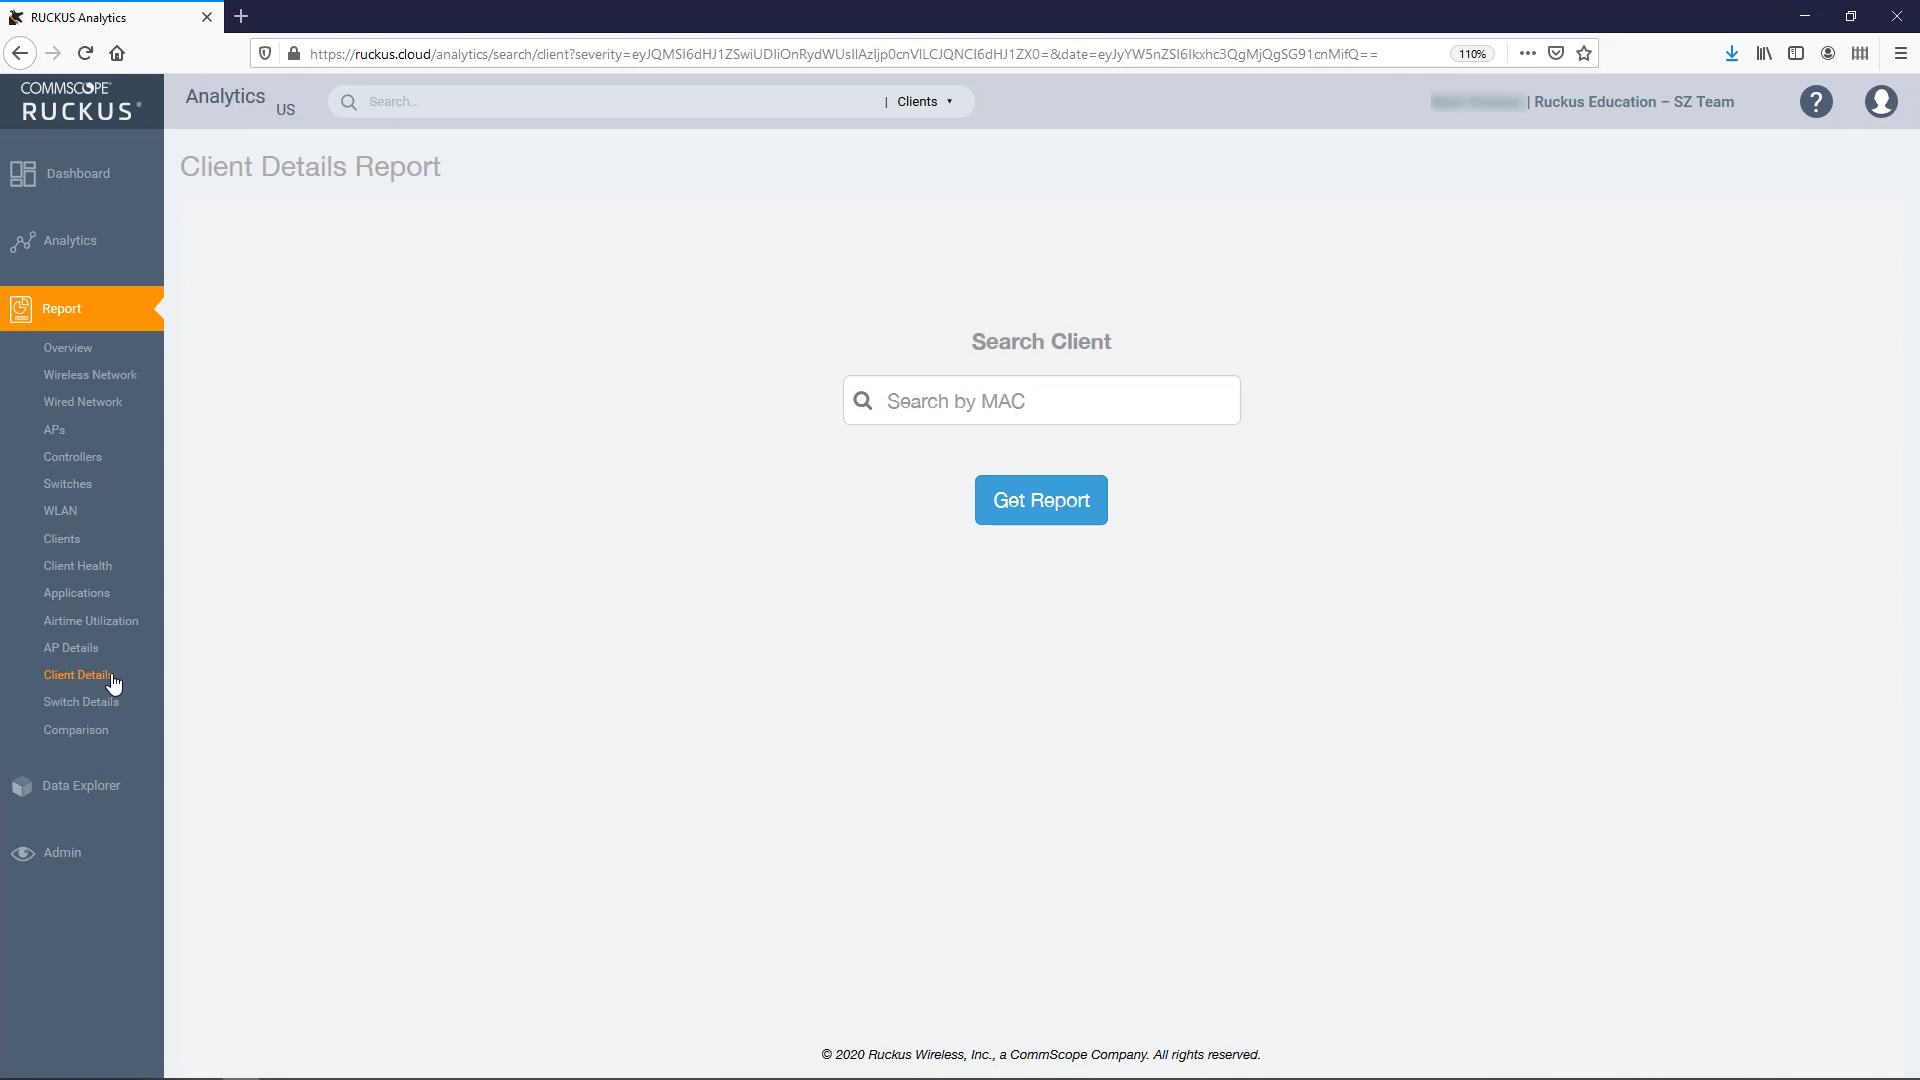 RUCKUS Analytics
https://ruckus.cloud/analytics/search/client?severity=eyJQMSI6dHJ1ZSwiUDIiOnRydWUsIlAzIjp0cnVlLCJQNCI6dHJ1ZX0=&date=eyJyYW5nZSI6Ikxhc3QgMjQgSG91cnMifQ==
110%
COMMSCOPE
RUCKUS
Analytics US
Search...
| Clients
| Ruckus Education – SZ Team
?
Client Details Report
Dashboard
Analytics
Report
Overview
Wireless Network
Wired Network
APs
Controllers
Switches
WLAN
Clients
Client Health
Applications
Airtime Utilization
AP Details
Client Details
Switch Details
Comparison
Data Explorer
Admin
Search Client
Search by MAC
Get Report
© 2020 Ruckus Wireless, Inc., a CommScope Company. All rights reserved.